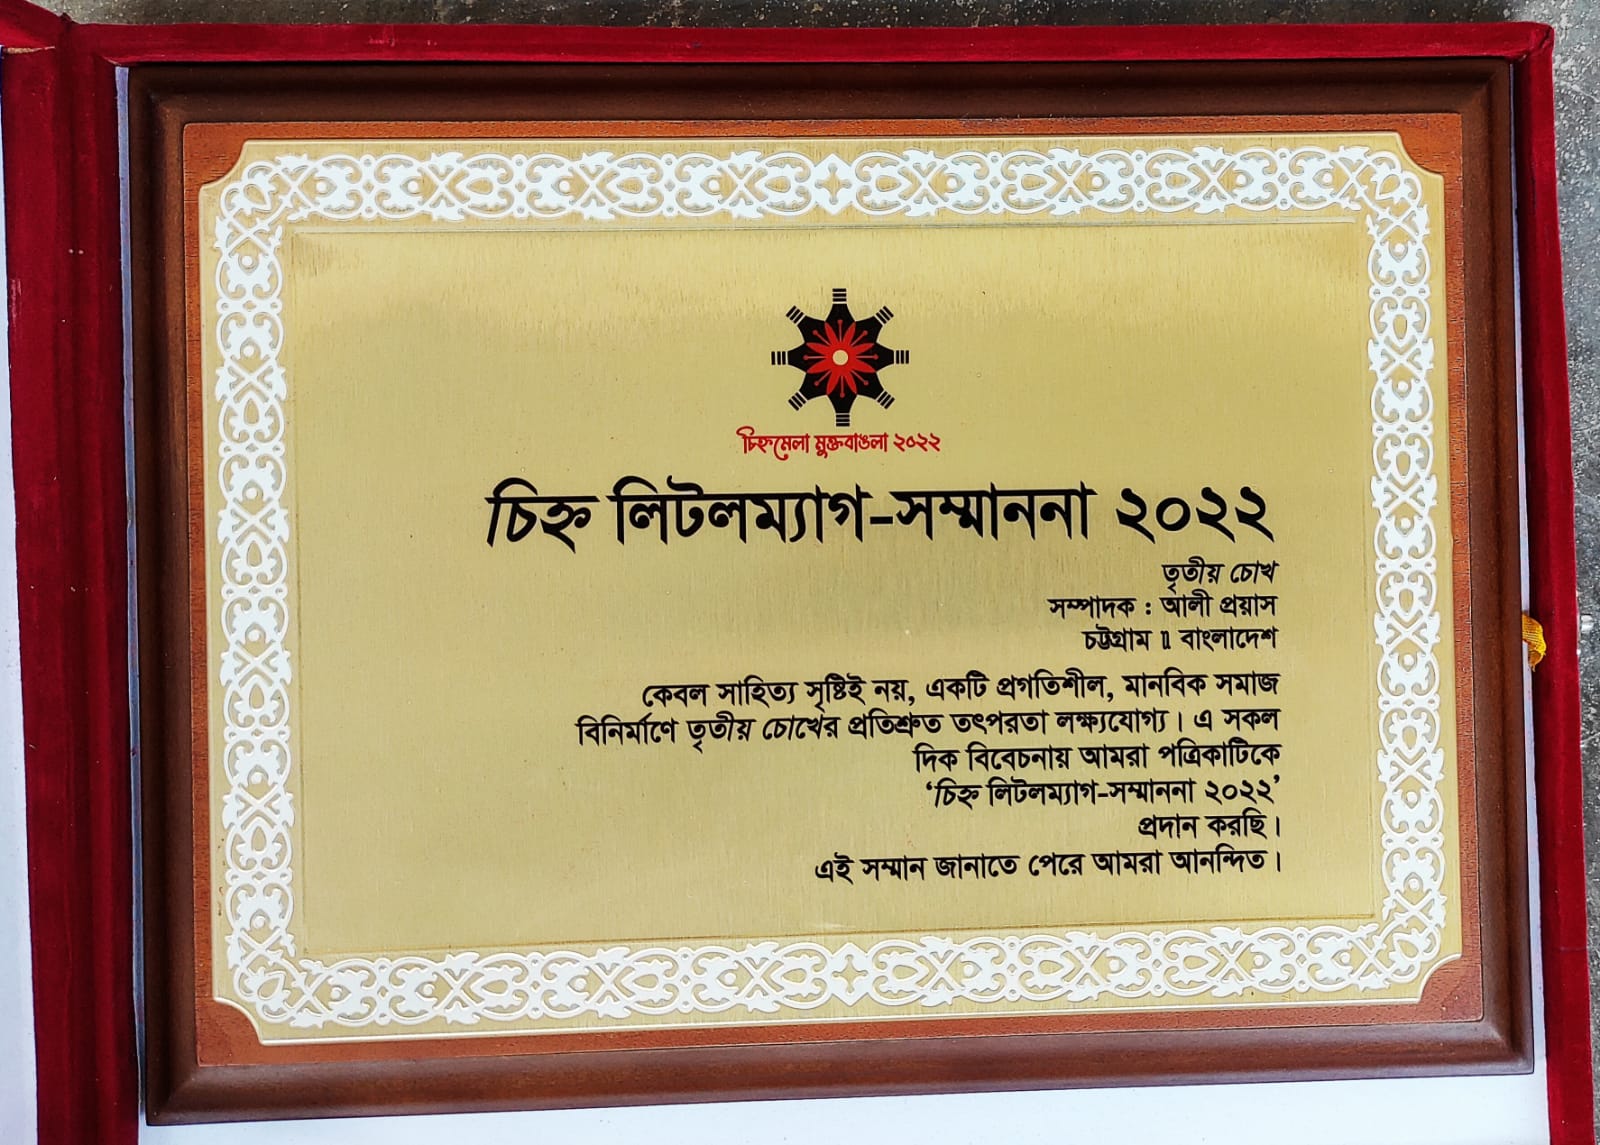 চিহ্নমেলা মুক্তবাঙলা ২০২২
চিহ্ন লিটলম্যাগ-সম্মাননা ২০২২
তৃতীয় চোখ
সম্পাদক : আলী প্রয়াস
চট্টগ্রাম ॥ বাংলাদেশ
কেবল সাহিত্য সৃষ্টিই নয়, একটি প্রগতিশীল, মানবিক সমাজ
বিনির্মাণে তৃতীয় চোখের প্রতিশ্রুত তৎপরতা লক্ষ্যযোগ্য। এ সকল
দিক বিবেচনায় আমরা পত্রিকাটিকে
‘চিহ্ন লিটলম্যাগ-সম্মাননা ২০২২’
প্রদান করছি।
এই সম্মান জানাতে পেরে আমরা আনন্দিত।